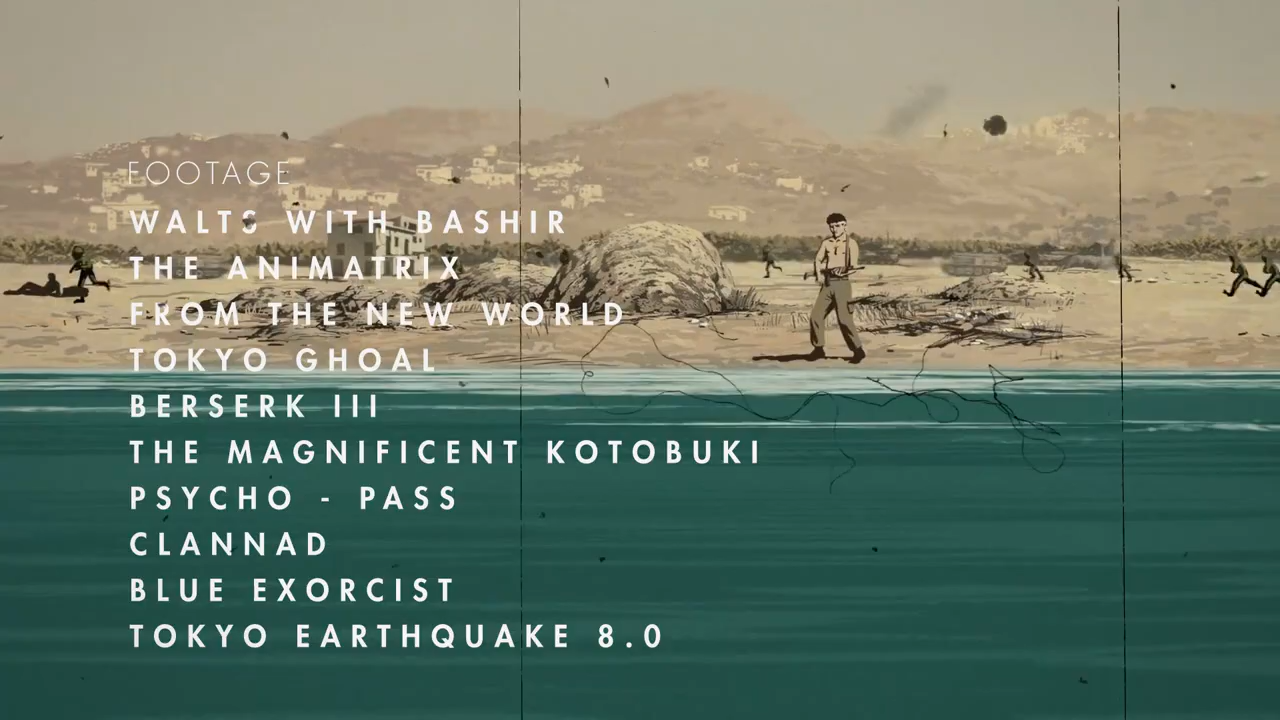 FOOTAGE
WALTS WITH BASHIR
THE ANIMATRIX
FROM THE NEW WORLD
TOKYO GHOAL
BERSERK III
THE MAGNIFICENT KOTOBUKI
PSYCHO - PASS
CLANNAD
BLUE EXORCIST
TOKYO EARTHQUAKE 8.0